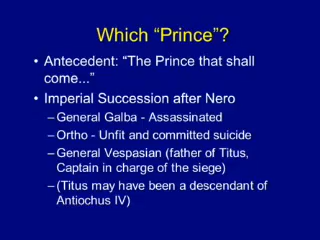 Which “Prince”?
• Antecedent: “The Prince that shall
come...”
• Imperial Succession after Nero
– General Galba - Assassinated
– Ortho - Unfit and committed suicide
– General Vespasian (father of Titus,
Captain in charge of the siege)
– (Titus may have been a descendant of
Antiochus IV)